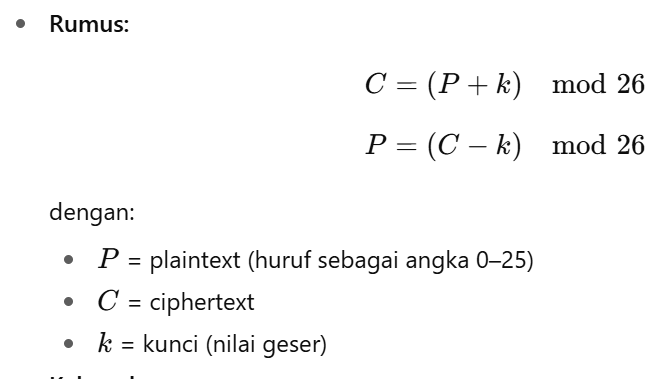 • Rumus:
C = (P + k) mod 26
P = (C − k) mod 26
dengan:
• P = plaintext (huruf sebagai angka 0–25)
• C = ciphertext
• k = kunci (nilai geser)